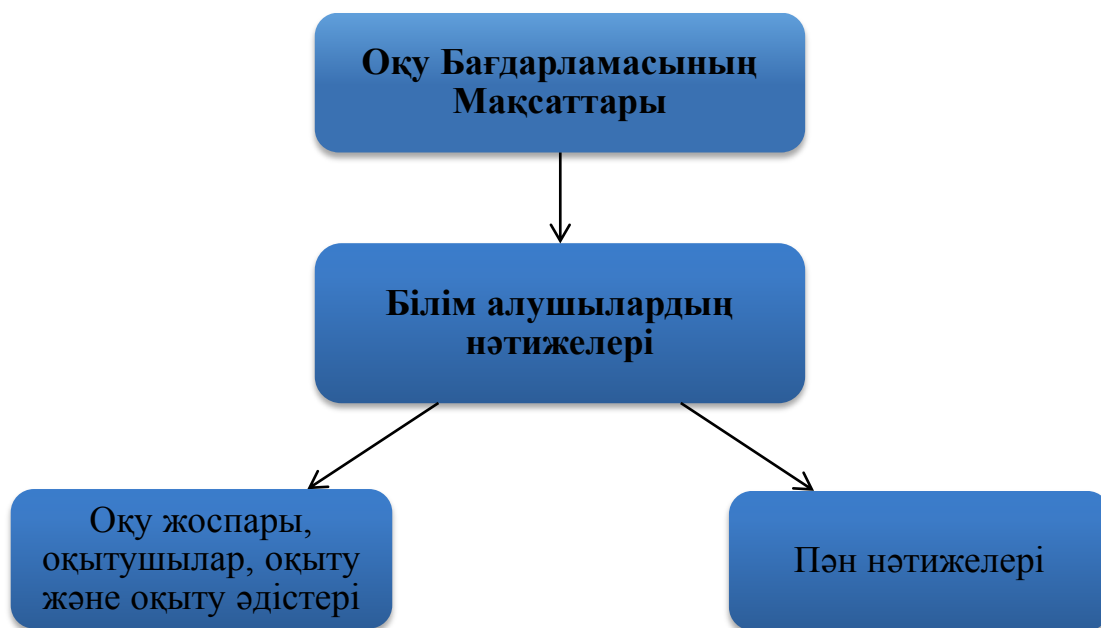 Оқу Бағдарламасының
Мақсаттары
Білім алушылардың
нәтижелері
Оқу жоспары,
оқытушылар, оқыту
және оқыту әдістері
Пән нәтижелері